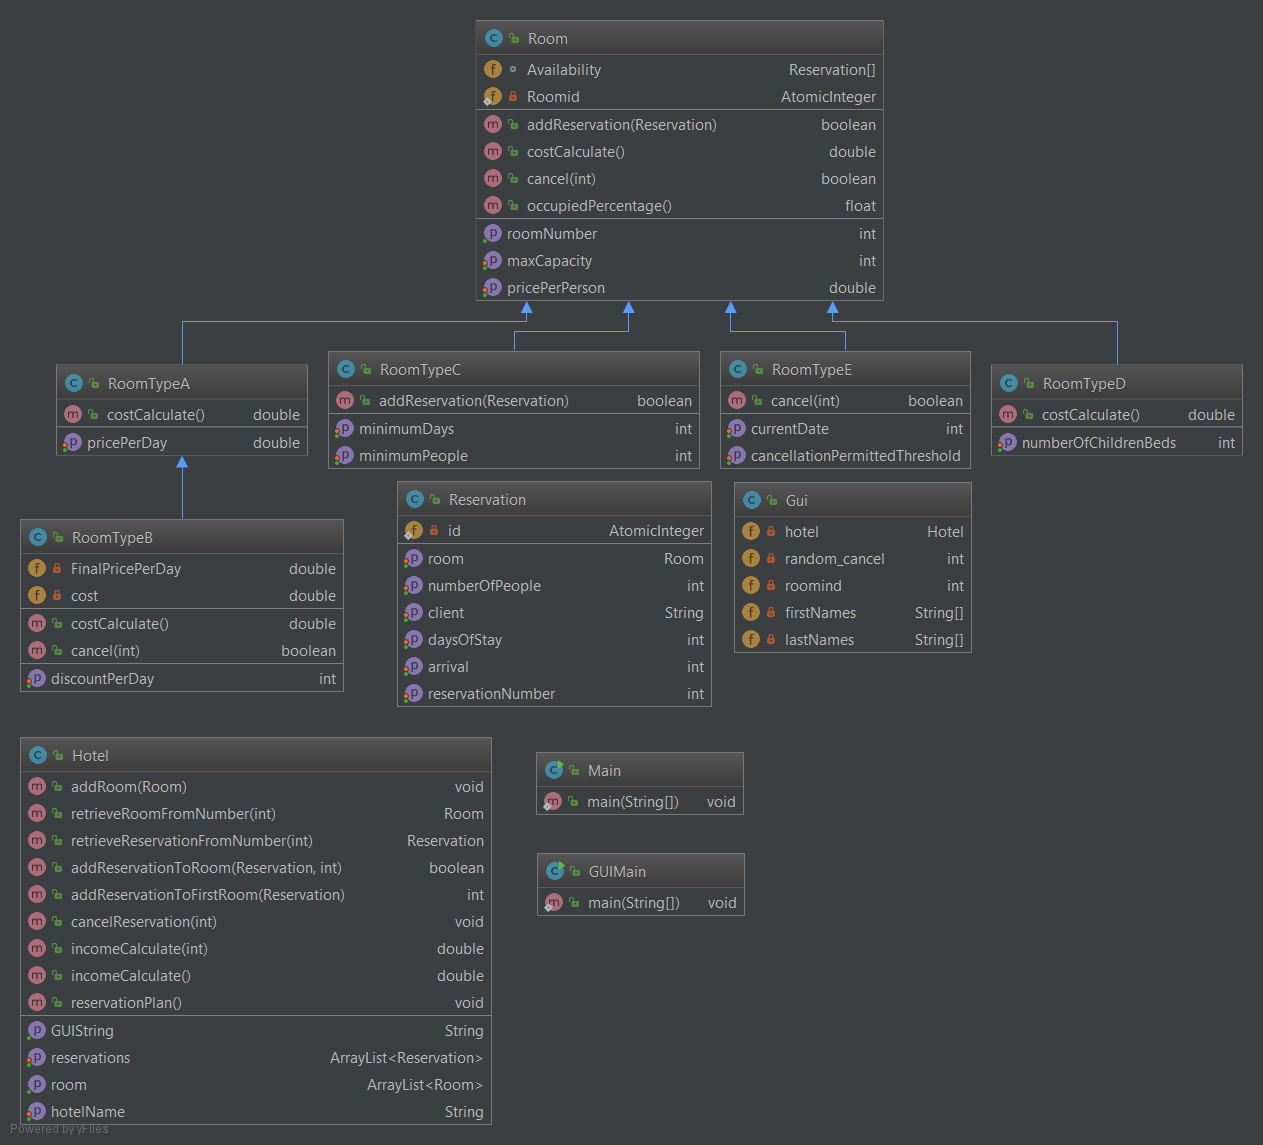 Room
Availability Reservation[]
Roomid AtomicInteger
addReservation(Reservation) boolean
costCalculate() double
cancel(int) boolean
occupiedPercentage() float
roomNumber int
maxCapacity int
pricePerPerson double
RoomTypeA
costCalculate() double
pricePerDay double
RoomTypeC
addReservation(Reservation) boolean
minimumDays int
minimumPeople int
RoomTypeE
cancel(int) boolean
currentDate int
cancellationPermittedThreshold
RoomTypeD
costCalculate() double
numberOfChildrenBeds int
RoomTypeB
FinalPricePerDay double
cost double
costCalculate() double
cancel(int) boolean
discountPerDay int
Reservation
id AtomicInteger
room Room
numberOfPeople int
client String
daysOfStay int
arrival int
reservationNumber int
Gui
hotel Hotel
random_cancel int
roomind int
firstNames String[]
lastNames String[]
Hotel
addRoom(Room) void
retrieveRoomFromNumber(int) Room
retrieveReservationFromNumber(int) Reservation
addReservationToRoom(Reservation, int) boolean
addReservationToFirstRoom(Reservation) int
cancelReservation(int) void
incomeCalculate(int) double
incomeCalculate() double
reservationPlan() void
GUIString String
reservations ArrayList<Reservation>
room ArrayList<Room>
hotelName String
Main
main(String[]) void
GUIMain
main(String[]) void
Powered by yFiles